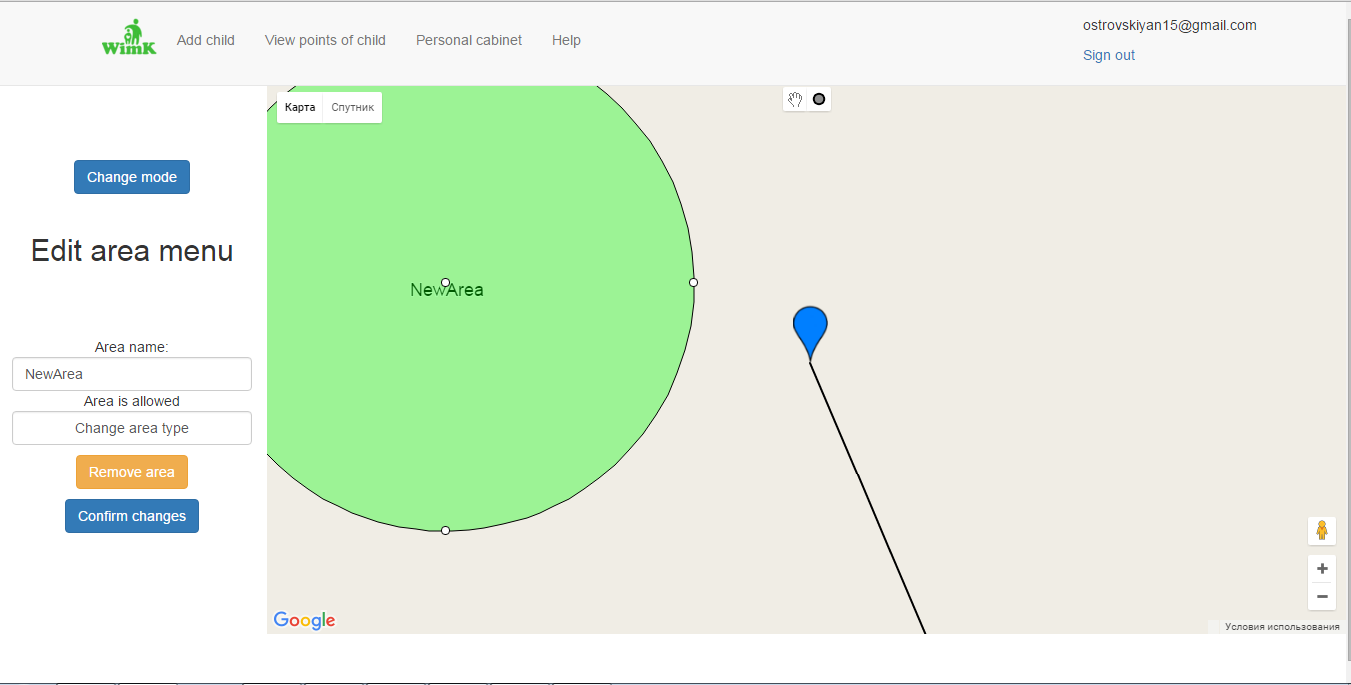 WimK
Add child
View points of child
Personal cabinet
Help
ostrovskiyan15@gmail.com
Sign out
Change mode
Edit area menu
Area name:
NewArea
Area is allowed
Change area type
Remove area
Confirm changes
Карта
Спутник
NewArea
Google
Условия использования